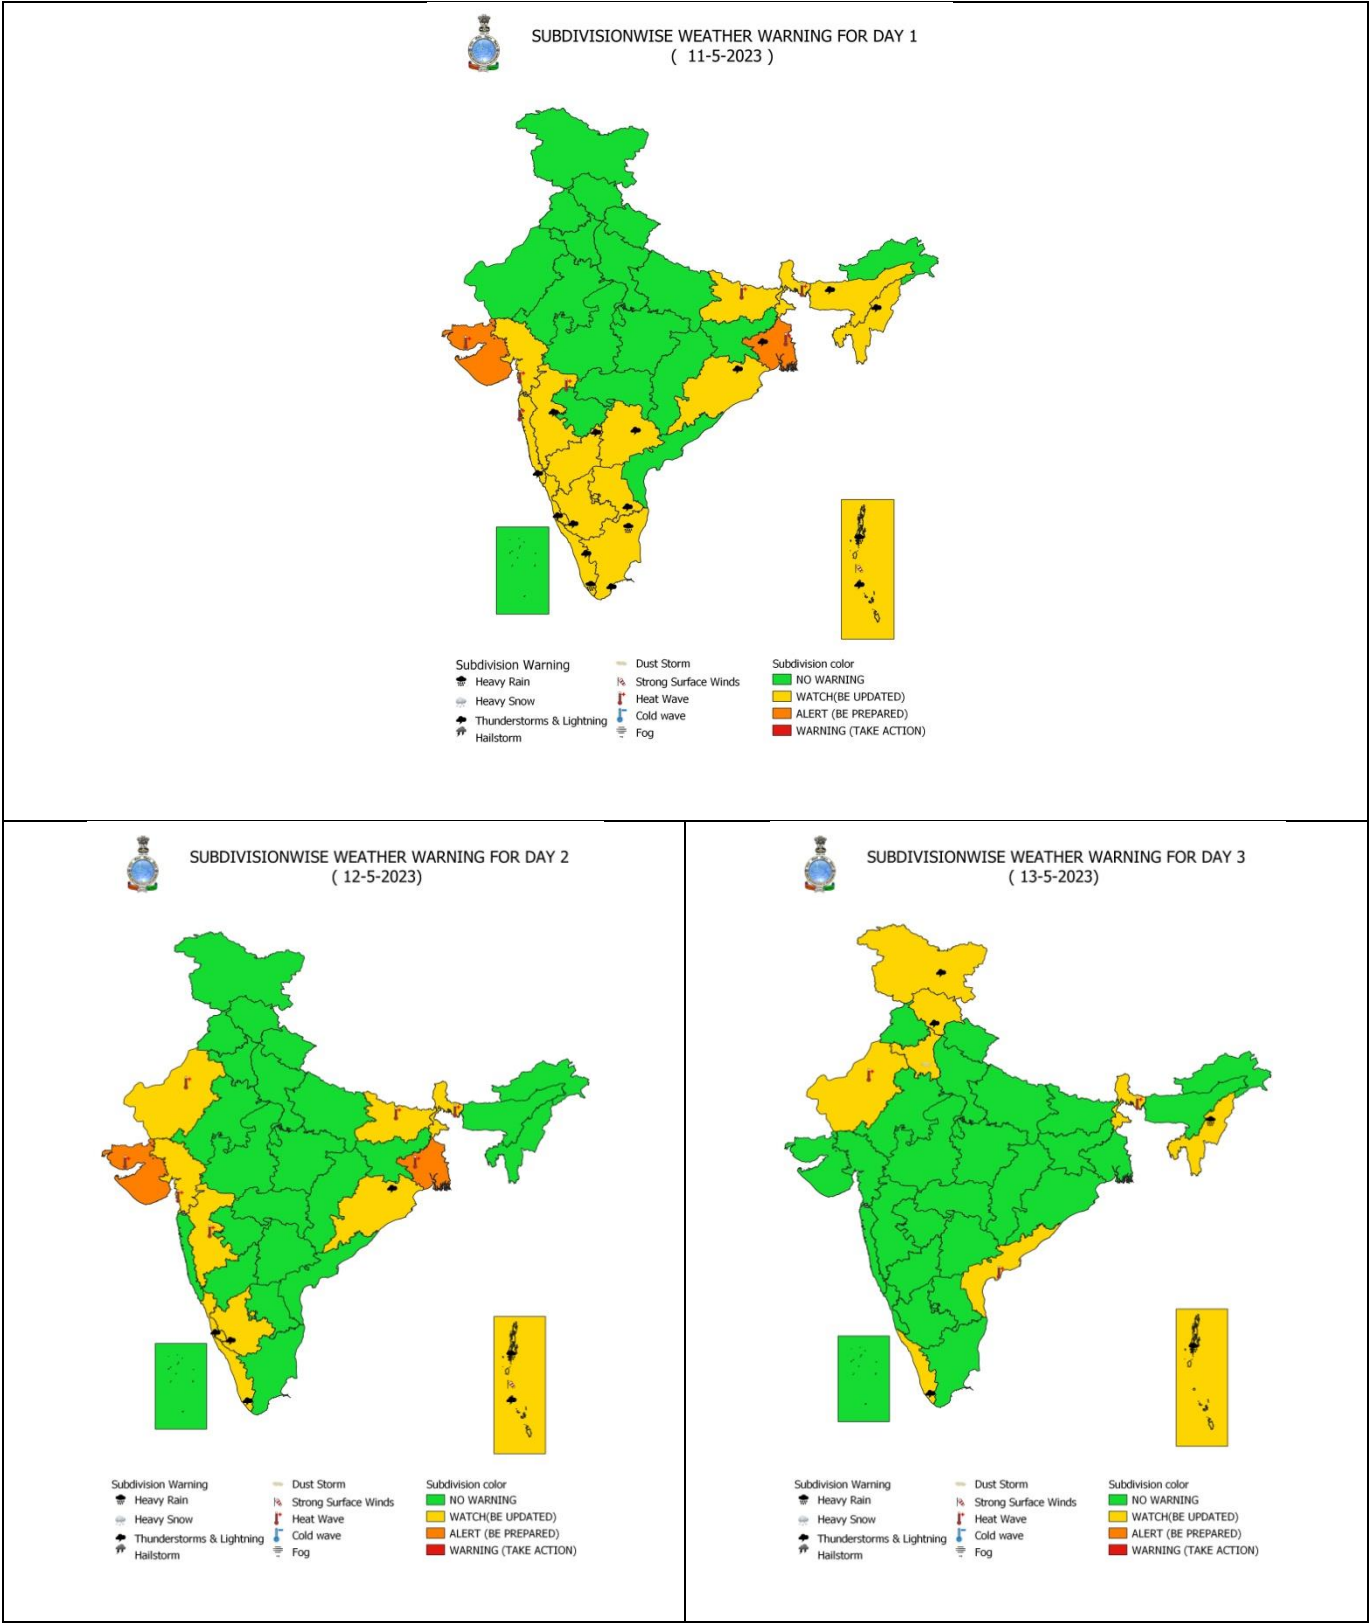 SUBDIVISIONWISE WEATHER WARNING FOR DAY 1
( 11-5-2023 )
Subdivision Warning
Heavy Rain
Heavy Snow
Thunderstorms & Lightning
Hailstorm
Dust Storm
Strong Surface Winds
Heat Wave
Cold wave
Fog
Subdivision color
NO WARNING
WATCH(BE UPDATED)
ALERT (BE PREPARED)
WARNING (TAKE ACTION)
SUBDIVISIONWISE WEATHER WARNING FOR DAY 2
( 12-5-2023)
Subdivision Warning
Heavy Rain
Heavy Snow
Thunderstorms & Lightning
Hailstorm
Dust Storm
Strong Surface Winds
Heat Wave
Cold wave
Fog
Subdivision color
NO WARNING
WATCH(BE UPDATED)
ALERT (BE PREPARED)
WARNING (TAKE ACTION)
SUBDIVISIONWISE WEATHER WARNING FOR DAY 3
( 13-5-2023)
Subdivision Warning
Heavy Rain
Heavy Snow
Thunderstorms & Lightning
Hailstorm
Dust Storm
Strong Surface Winds
Heat Wave
Cold wave
Fog
Subdivision color
NO WARNING
WATCH(BE UPDATED)
ALERT (BE PREPARED)
WARNING (TAKE ACTION)